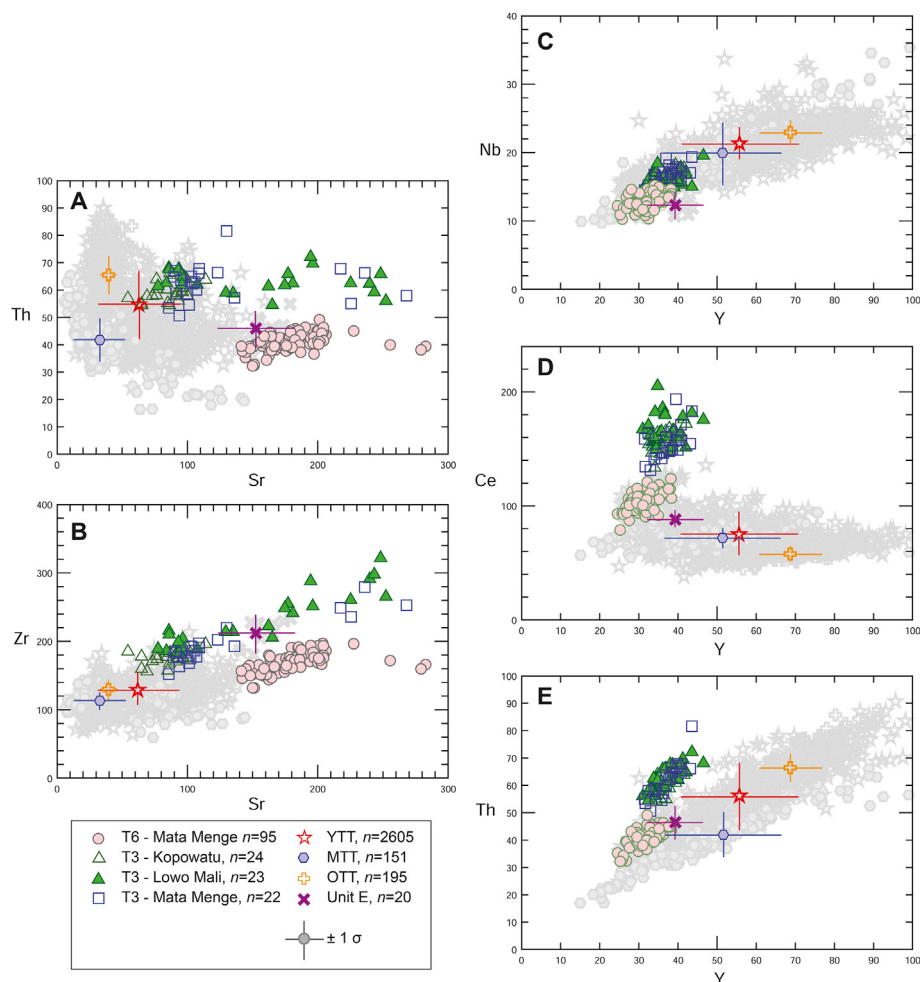 A
Th
100
90
80
70
60
50
40
30
20
10
0
0 100 200 300
Sr
B
Zr
400
300
200
100
0
0 100 200 300
Sr
C
Nb
40
30
20
10
0
0 10 20 30 40 50 60 70 80 90 100
Y
D
Ce
200
100
0
0 10 20 30 40 50 60 70 80 90 100
Y
E
Th
100
90
80
70
60
50
40
30
20
10
0
0 10 20 30 40 50 60 70 80 90 100
Y
T6 - Mata Menge n=95
T3 - Kopowatu, n=24
T3 - Lowo Mali, n=23
T3 - Mata Menge, n=22
YTT, n=2605
MTT, n=151
OTT, n=195
Unit E, n=20
± 1 σ